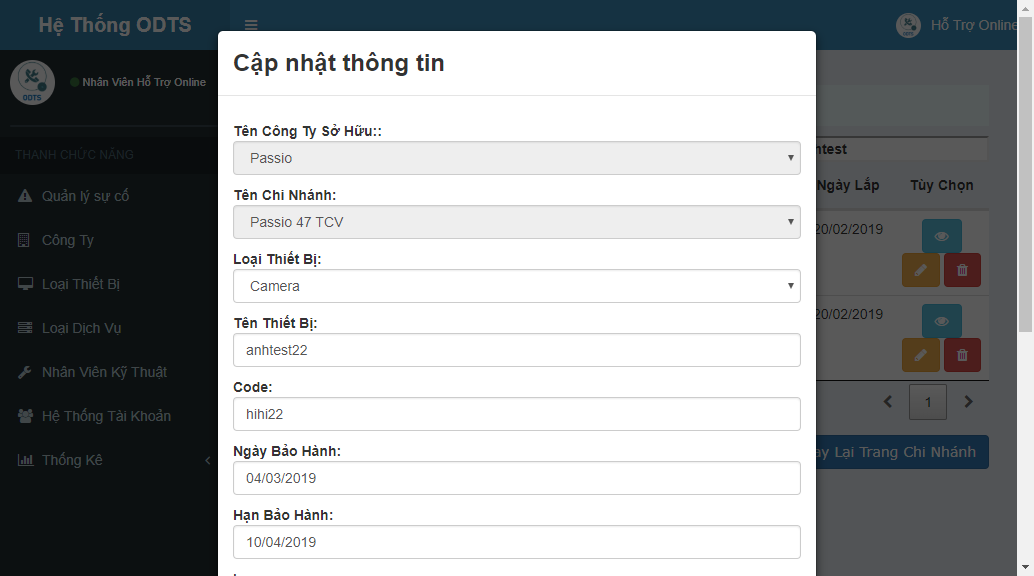 Hệ Thống ODTS
Hỗ Trợ Online
ODTS
Nhân Viên Hỗ Trợ Online
THANH CHỨC NĂNG
Quản lý sự cố
Công Ty
Loại Thiết Bị
Loại Dịch Vụ
Nhân Viên Kỹ Thuật
Hệ Thống Tài Khoản
Thống Kê
Cập nhật thông tin
Tên Công Ty Sở Hữu::
Passio
Tên Chi Nhánh:
Passio 47 TCV
Loại Thiết Bị:
Camera
Tên Thiết Bị:
anhtest22
Code:
hihi22
Ngày Bảo Hành:
04/03/2019
Hạn Bảo Hành:
10/04/2019
Ngày Lắp
Tùy Chọn
20/02/2019
20/02/2019
1
Lại Trang Chi Nhánh